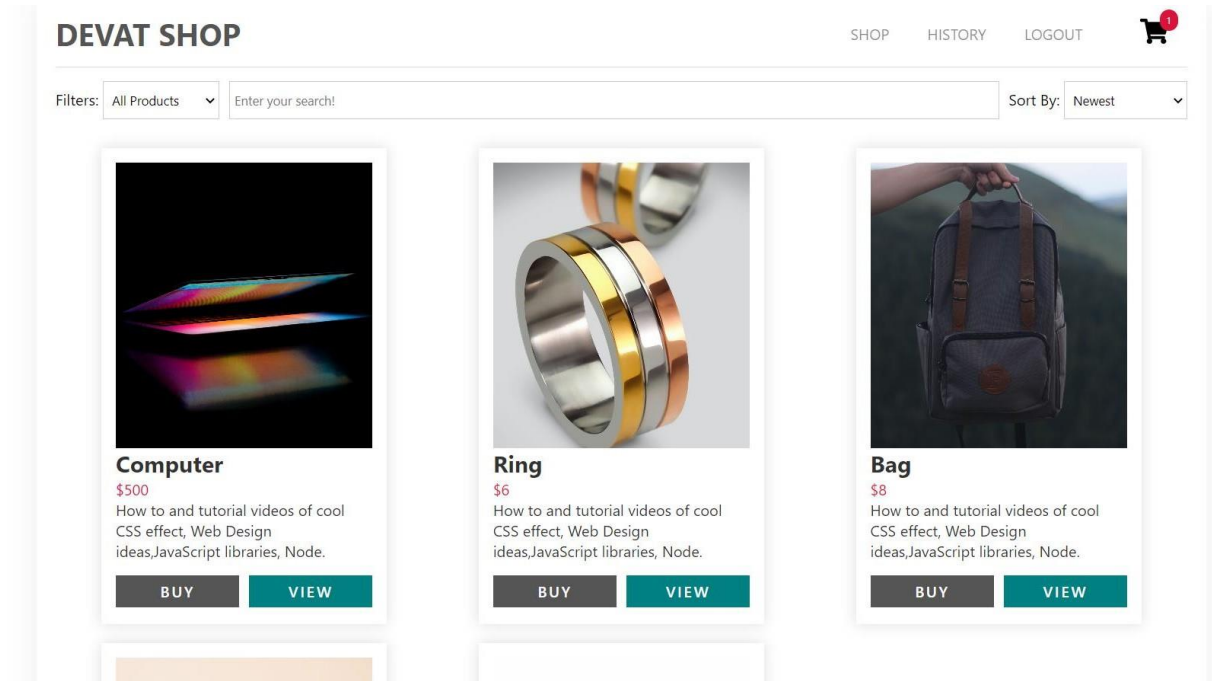 DEVAT SHOP
SHOP HISTORY LOGOUT 1
Filters: All Products Enter your search! Sort By: Newest
Computer
$500
How to and tutorial videos of cool
CSS effect, Web Design
ideas,JavaScript libraries, Node.
BUY VIEW
Ring
$6
How to and tutorial videos of cool
CSS effect, Web Design
ideas,JavaScript libraries, Node.
BUY VIEW
Bag
$8
How to and tutorial videos of cool
CSS effect, Web Design
ideas,JavaScript libraries, Node.
BUY VIEW